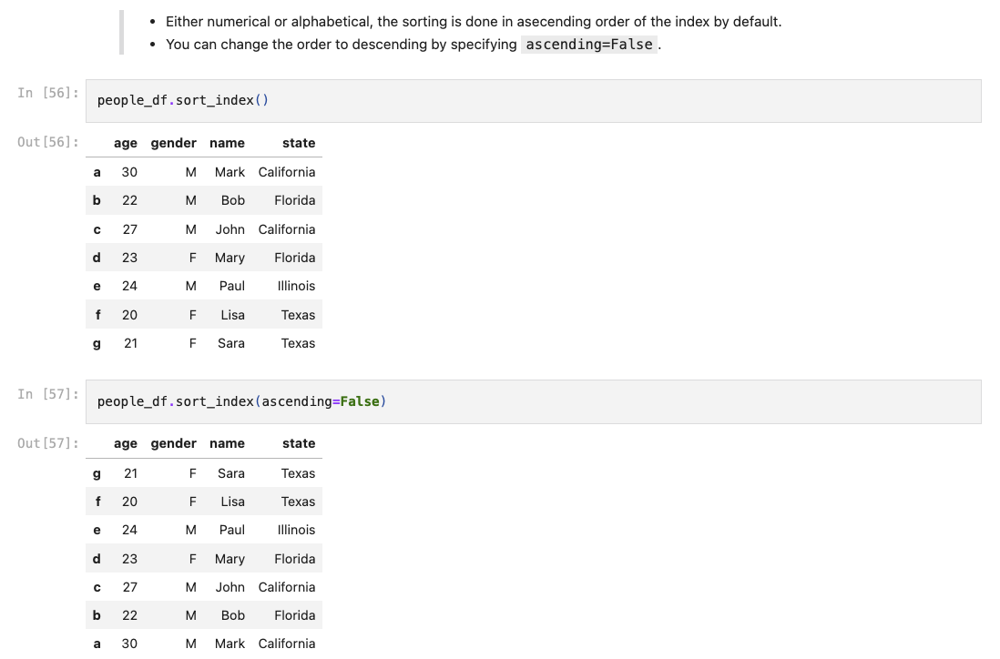 Either numerical or alphabetical, the sorting is done in asecending order of the index by default.
You can change the order to descending by specifying ascending=False .
In [56]:
people_df.sort_index()
Out[56]:
age gender name state
a 30 M Mark California
b 22 M Bob Florida
c 27 M John California
d 23 F Mary Florida
e 24 M Paul Illinois
f 20 F Lisa Texas
g 21 F Sara Texas
In [57]:
people_df.sort_index(ascending=False)
Out[57]:
age gender name state
g 21 F Sara Texas
f 20 F Lisa Texas
e 24 M Paul Illinois
d 23 F Mary Florida
c 27 M John California
b 22 M Bob Florida
a 30 M Mark California